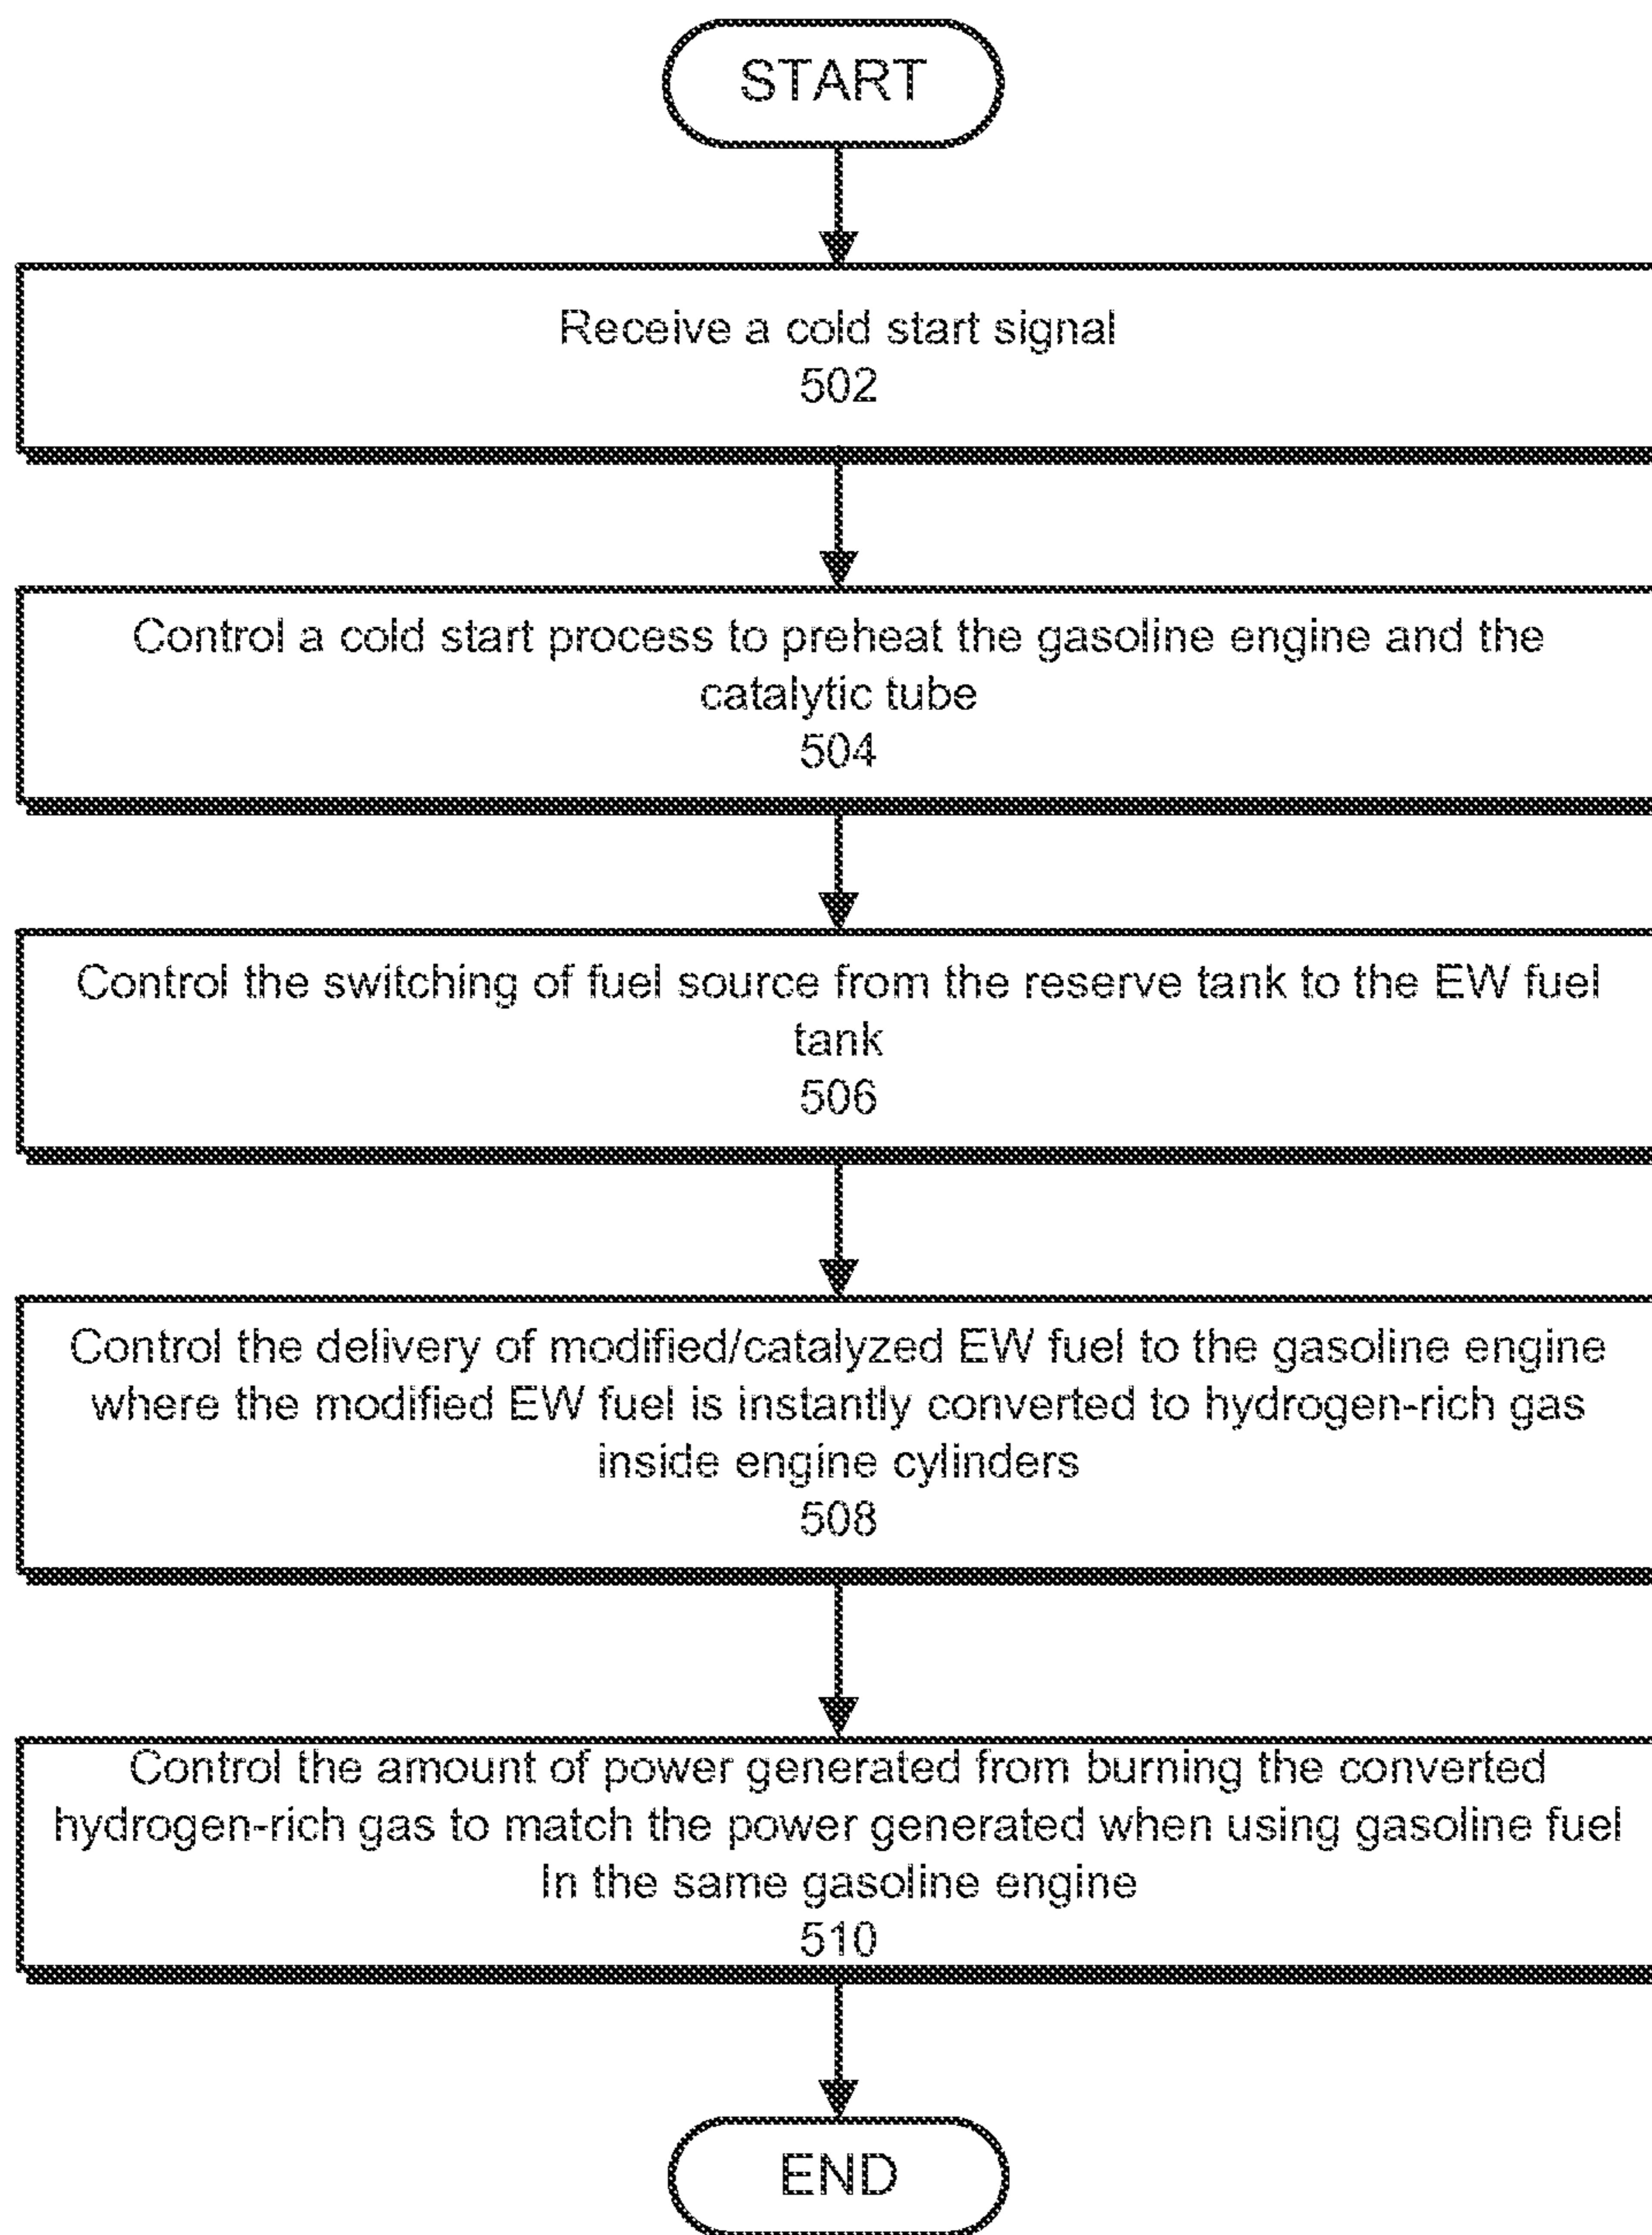 START
Receive a cold start signal
502
Control a cold start process to preheat the gasoline engine and the
catalytic tube
504
Control the switching of fuel source from the reserve tank to the EW fuel
tank
506
Control the delivery of modified/catalyzed EW fuel to the gasoline engine
where the modified EW fuel is instantly converted to hydrogen-rich gas
inside engine cylinders
508
Control the amount of power generated from burning the converted
hydrogen-rich gas to match the power generated when using gasoline fuel
In the same gasoline engine
510
END